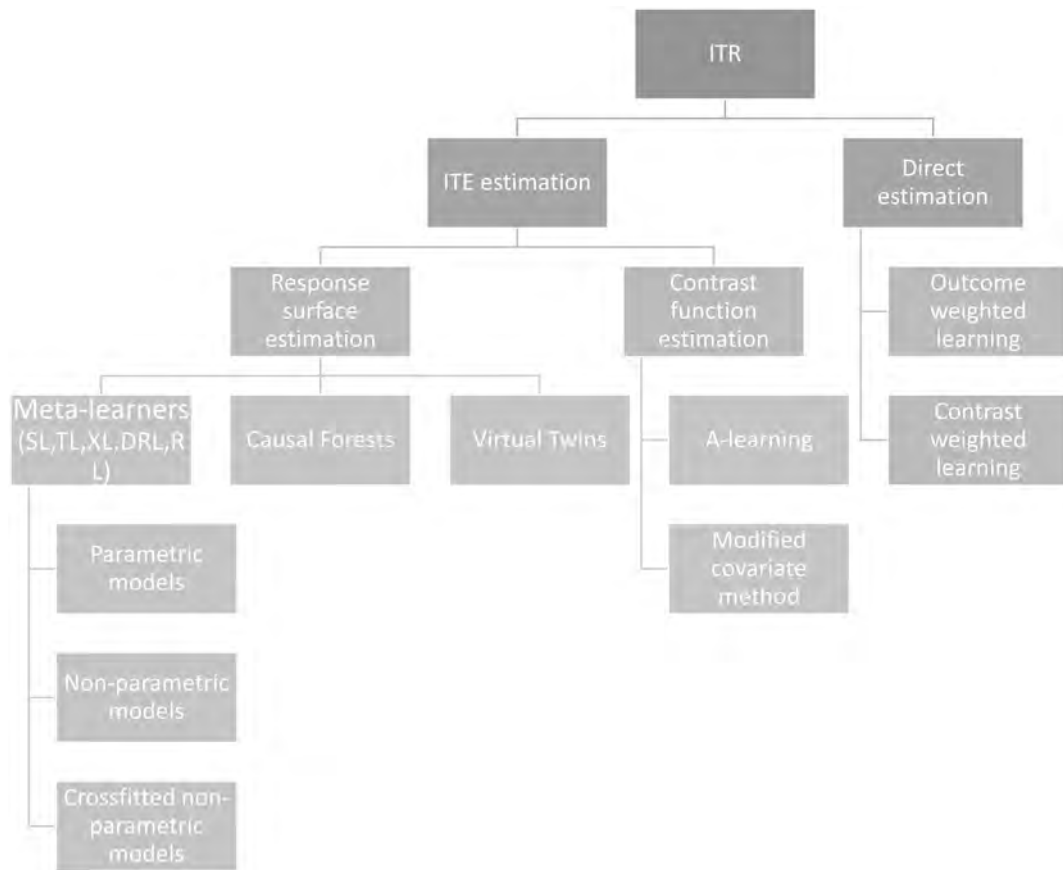 ITR
ITE estimation
Direct
estimation
Response
surface
estimation
Contrast
function
estimation
Outcome
weighted
learning
Meta-learners
(SL,TL,XL.DRL,R
L)
Causal Forests
Virtual Twins
A-learning
Contrast
weighted
learning
Parametric
models
Modified
covariate
method
Non-parametric
models
Crossfitted non-
parametric
models